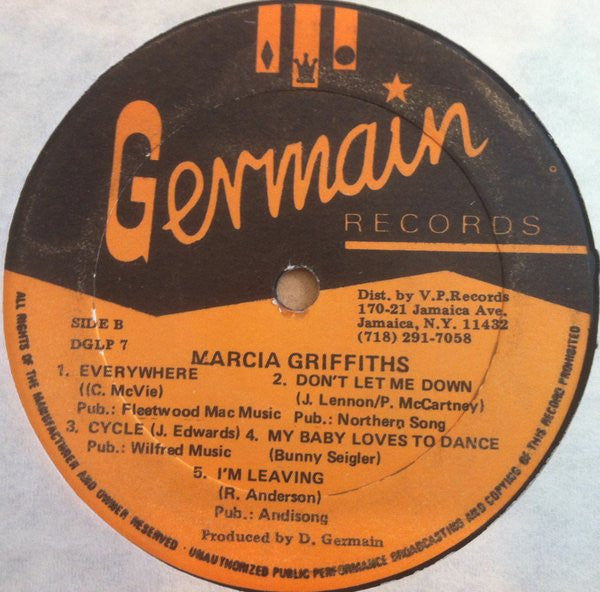 Germain
RECORDS
Dist. by V.P.Records
170-21 Jamaica Ave.
Jamaica, N.Y. 11432
(718) 291-7058
SIDE B
DGLP 7
MARCIA GRIFFITHS
1. EVERYWHERE
((C. McVie)
Pub.: Fleetwood Mac Music
2. DON'T LET ME DOWN
(J. Lennon/P. McCartney)
Pub.: Northern Song
3. CYCLE (J. Edwards)
Pub.: Wilfred Music
4. MY BABY LOVES TO DANCE
(Bunny Seigler)
5. I'M LEAVING
(R. Anderson)
Pub.: Andisong
Produced by D. Germain
ALL RIGHTS OF THE MANUFACTURER AND OWNER RESERVED · UNAUTHORIZED PUBLIC PERFORMANCE BROADCASTING AND COPYING OF THIS RECORD PROHIBITED